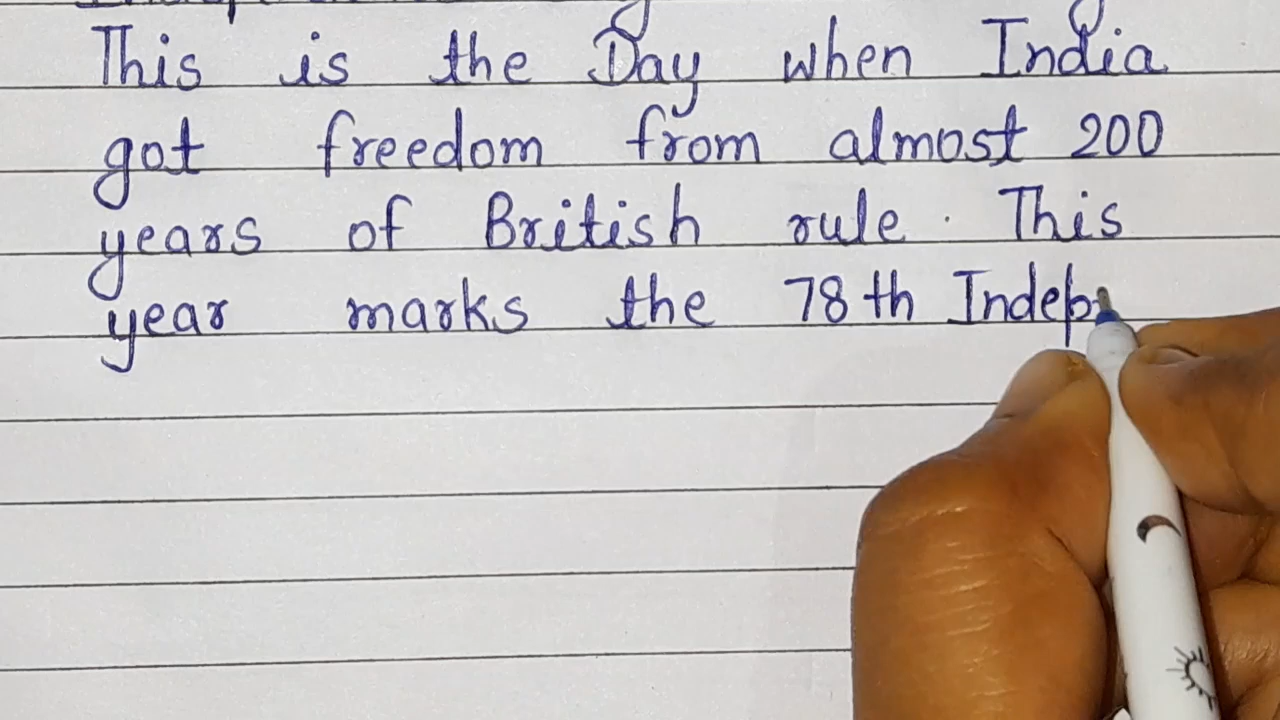 This is the Day when India
got freedom from almost 200
years of British rule. This
year marks the 78th Indep